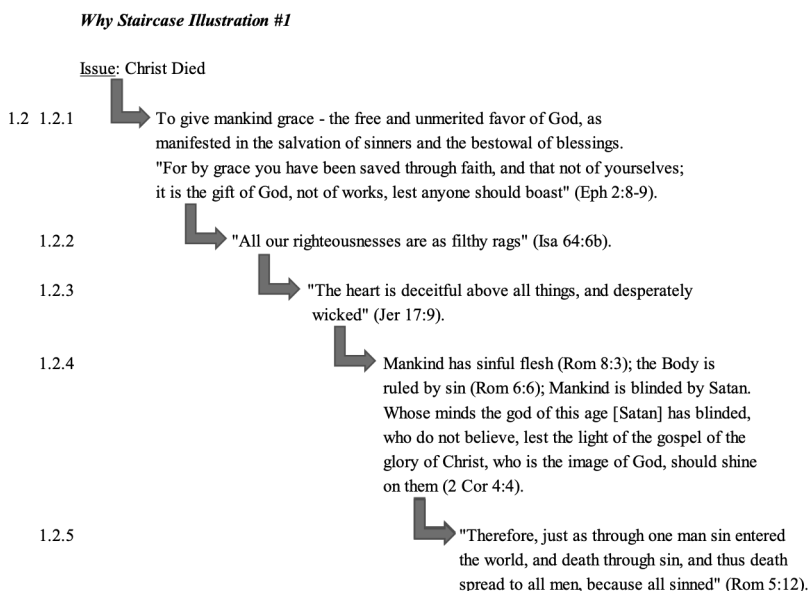 Why Staircase Illustration #1
Issue: Christ Died
1.2 1.2.1 To give mankind grace - the free and unmerited favor of God, as
manifested in the salvation of sinners and the bestowal of blessings.
"For by grace you have been saved through faith, and that not of yourselves;
it is the gift of God, not of works, lest anyone should boast" (Eph 2:8-9).
1.2.2 "All our righteousnesses are as filthy rags" (Isa 64:6b).
1.2.3 "The heart is deceitful above all things, and desperately
wicked" (Jer 17:9).
1.2.4 Mankind has sinful flesh (Rom 8:3); the Body is
ruled by sin (Rom 6:6); Mankind is blinded by Satan.
Whose minds the god of this age [Satan] has blinded,
who do not believe, lest the light of the gospel of the
glory of Christ, who is the image of God, should shine
on them (2 Cor 4:4).
1.2.5 "Therefore, just as through one man sin entered
the world, and death through sin, and thus death
spread to all men, because all sinned" (Rom 5:12).